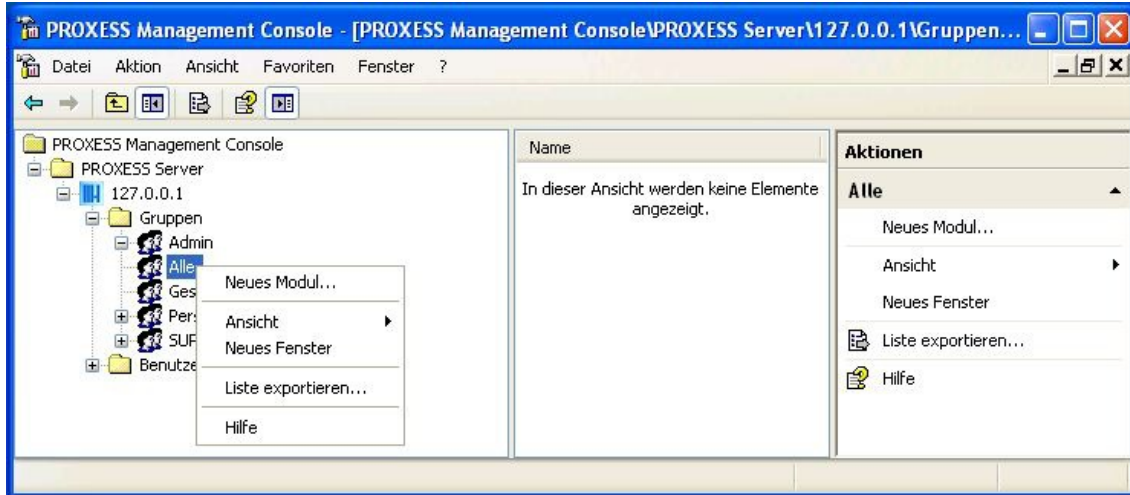 PROXESS Management Console - [PROXESS Management Console\PROXESS Server\127.0.0.1\Gruppen...
Datei Aktion Ansicht Favoriten Fenster ?
PROXESS Management Console
PROXESS Server
127.0.0.1
Gruppen
Admin
Alle
Ges
Pers
SUF
Benutze
Neues Modul...
Ansicht
Neues Fenster
Liste exportieren...
Hilfe
Name
In dieser Ansicht werden keine Elemente
angezeigt.
Aktionen
Alle
Neues Modul...
Ansicht
Neues Fenster
Liste exportieren...
Hilfe